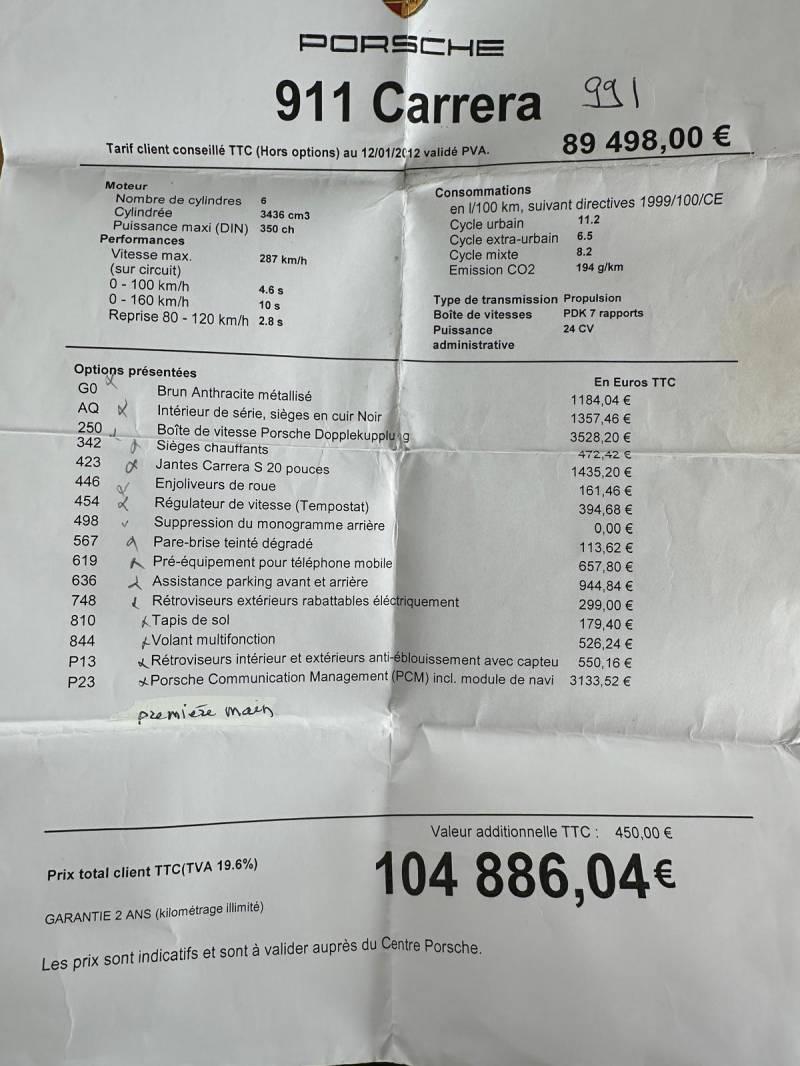 PORSCHE
911 Carrera 991
Tarif client conseillé TTC (Hors options) au 12/01/2012 validé PVA. 89 498,00 €
Moteur
Nombre de cylindres 6
Cylindrée 3436 cm3
Puissance maxi (DIN) 350 ch
Performances
Vitesse max. 287 km/h
(sur circuit)
0 - 100 km/h 4.6 s
0 - 160 km/h 10 s
Reprise 80 - 120 km/h 2.8 s
Consommations
en l/100 km, suivant directives 1999/100/CE
Cycle urbain 11.2
Cycle extra-urbain 6.5
Cycle mixte 8.2
Emission CO2 194 g/km
Type de transmission Propulsion
Boîte de vitesses PDK 7 rapports
Puissance 24 CV
administrative
Options présentées En Euros TTC
G0 Brun Anthracite métallisé 1184,04 €
AQ Intérieur de série, sièges en cuir Noir 1357,46 €
250 Boîte de vitesse Porsche Dopplekupplung 3528,20 €
342 Sièges chauffants 472,42 €
423 Jantes Carrera S 20 pouces 1435,20 €
446 Enjoliveurs de roue 161,46 €
454 Régulateur de vitesse (Tempostat) 394,68 €
498 Suppression du monogramme arrière 0,00 €
567 Pare-brise teinté dégradé 113,62 €
619 Pré-équipement pour téléphone mobile 657,80 €
636 Assistance parking avant et arrière 944,84 €
748 Rétroviseurs extérieurs rabattables éléctriquement 299,00 €
810 Tapis de sol 179,40 €
844 Volant multifonction 526,24 €
P13 Rétroviseurs intérieur et extérieurs anti-éblouissement avec capteu 550,16 €
P23 Porsche Communication Management (PCM) incl. module de navi 3133,52 €
première main
Valeur additionnelle TTC : 450,00 €
Prix total client TTC(TVA 19.6%) 104 886,04€
GARANTIE 2 ANS (kilométrage illimité)
Les prix sont indicatifs et sont à valider auprès du Centre Porsche.